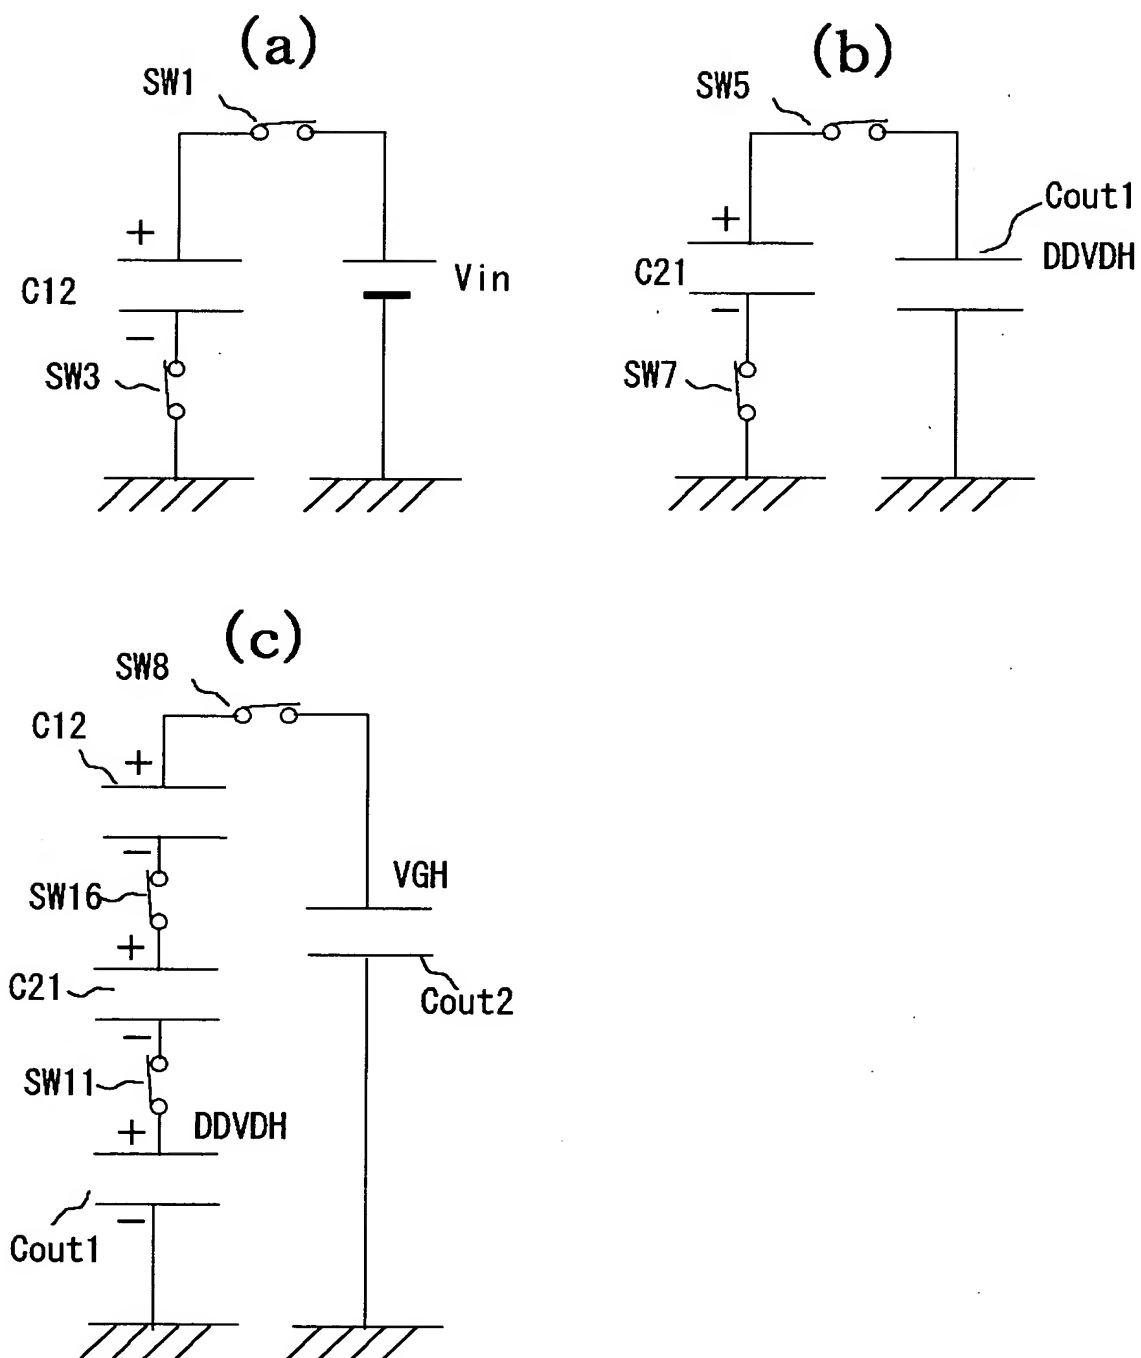 (a)
SW1
+
C12
Vin
−
SW3
(b)
SW5
Cout1
+
DDVDH
C21
−
SW7
(c)
SW8
C12
+
−
VGH
SW16
+
C21
Cout2
−
SW11
+
DDVDH
−
Cout1